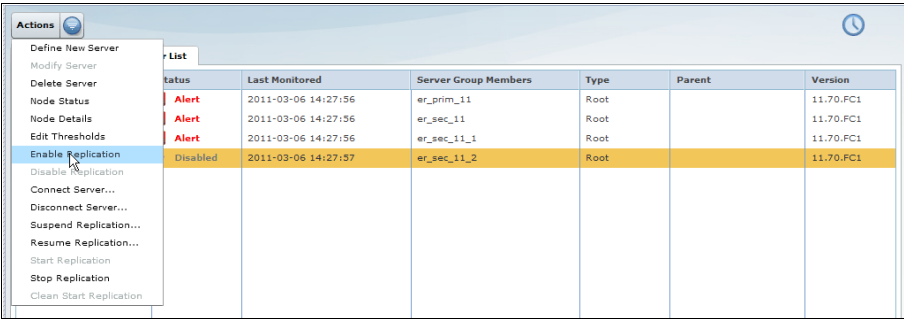 Actions
Define New Server
Modify Server
Delete Server
Node Status
Node Details
Edit Thresholds
Enable Replication
Disable Replication
Connect Server...
Disconnect Server...
Suspend Replication...
Resume Replication...
Start Replication
Stop Replication
Clean Start Replication
r List
tatus Last Monitored Server Group Members Type Parent Version
Alert 2011-03-06 14:27:56 er_prim_11 Root 11.70.FC1
Alert 2011-03-06 14:27:56 er_sec_11 Root 11.70.FC1
Alert 2011-03-06 14:27:56 er_sec_11_1 Root 11.70.FC1
Disabled 2011-03-06 14:27:57 er_sec_11_2 Root 11.70.FC1